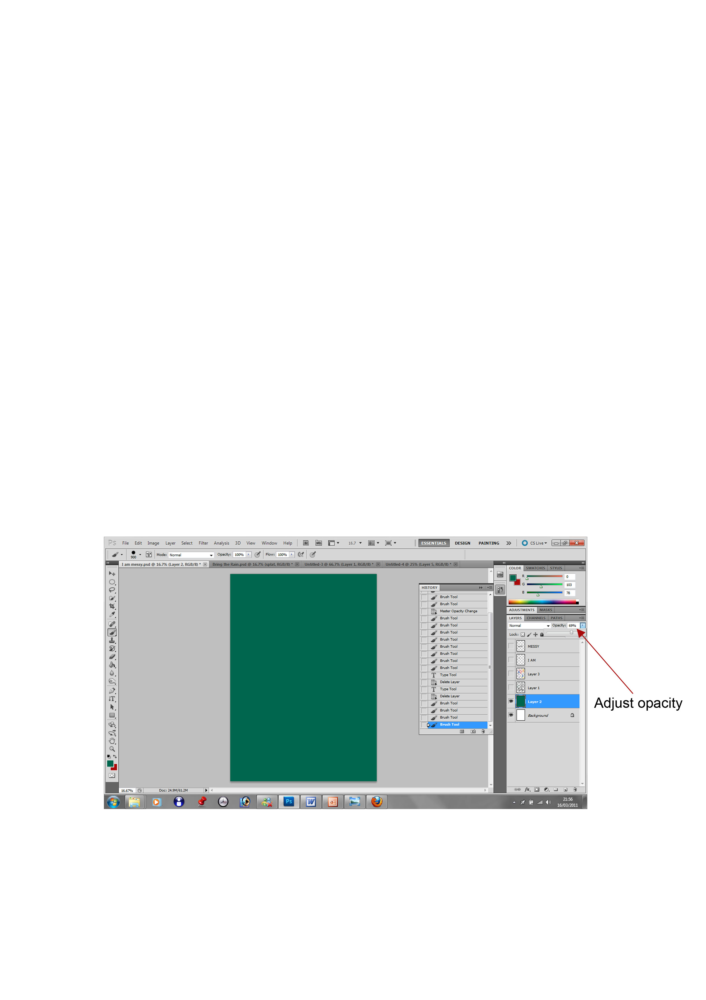 Ps File Edit Image Layer Select Filter Analysis 3D View Window Help Br Mb 16.7 ESSENTIALS DESIGN PAINTING CS Live
900 Mode: Normal Opacity: 100% Flow: 100%
I am messy.psd @ 16.7% (Layer 2, RGB/8) * Bring the Rain.psd @ 16.7% (splat, RGB/8) * Untitled-3 @ 66.7% (Layer 1, RGB/8) * Untitled-4 @ 25% (Layer 5, RGB/8) *
HISTORY
Brush Tool
Brush Tool
Master Opacity Change
Brush Tool
Brush Tool
Brush Tool
Brush Tool
Brush Tool
Brush Tool
Brush Tool
Brush Tool
Type Tool
Delete Layer
Type Tool
Delete Layer
Brush Tool
Brush Tool
Brush Tool
Brush Tool
Mb
COLOR SWATCHES STYLES
R 0
G 103
B 78
ADJUSTMENTS MASKS
LAYERS CHANNELS PATHS
Normal Opacity: 69%
Lock:
MESSY
I AM
Layer 3
Layer 1
Layer 2
Background
fx
Adjust opacity
16.67% Doc: 24.9M/61.2M
Ps W
21:56
16/03/2011